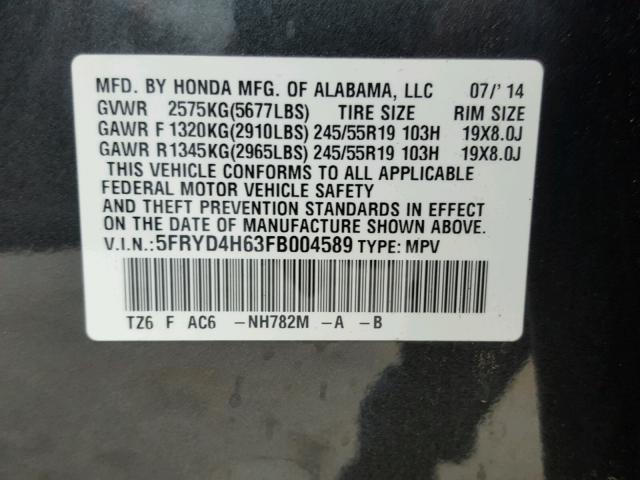 MFD. BY HONDA MFG. OF ALABAMA, LLC 07/' 14
GVWR 2575KG(5677LBS) TIRE SIZE RIM SIZE
GAWR F 1320KG(2910LBS) 245/55R19 103H 19X8.0J
GAWR R 1345KG(2965LBS) 245/55R19 103H 19X8.0J
THIS VEHICLE CONFORMS TO ALL APPLICABLE
FEDERAL MOTOR VEHICLE SAFETY
AND THEFT PREVENTION STANDARDS IN EFFECT
ON THE DATE OF MANUFACTURE SHOWN ABOVE.
V.I.N.:5FRYD4H63FB004589 TYPE: MPV
TZ6 F AC6 -NH782M -A -B